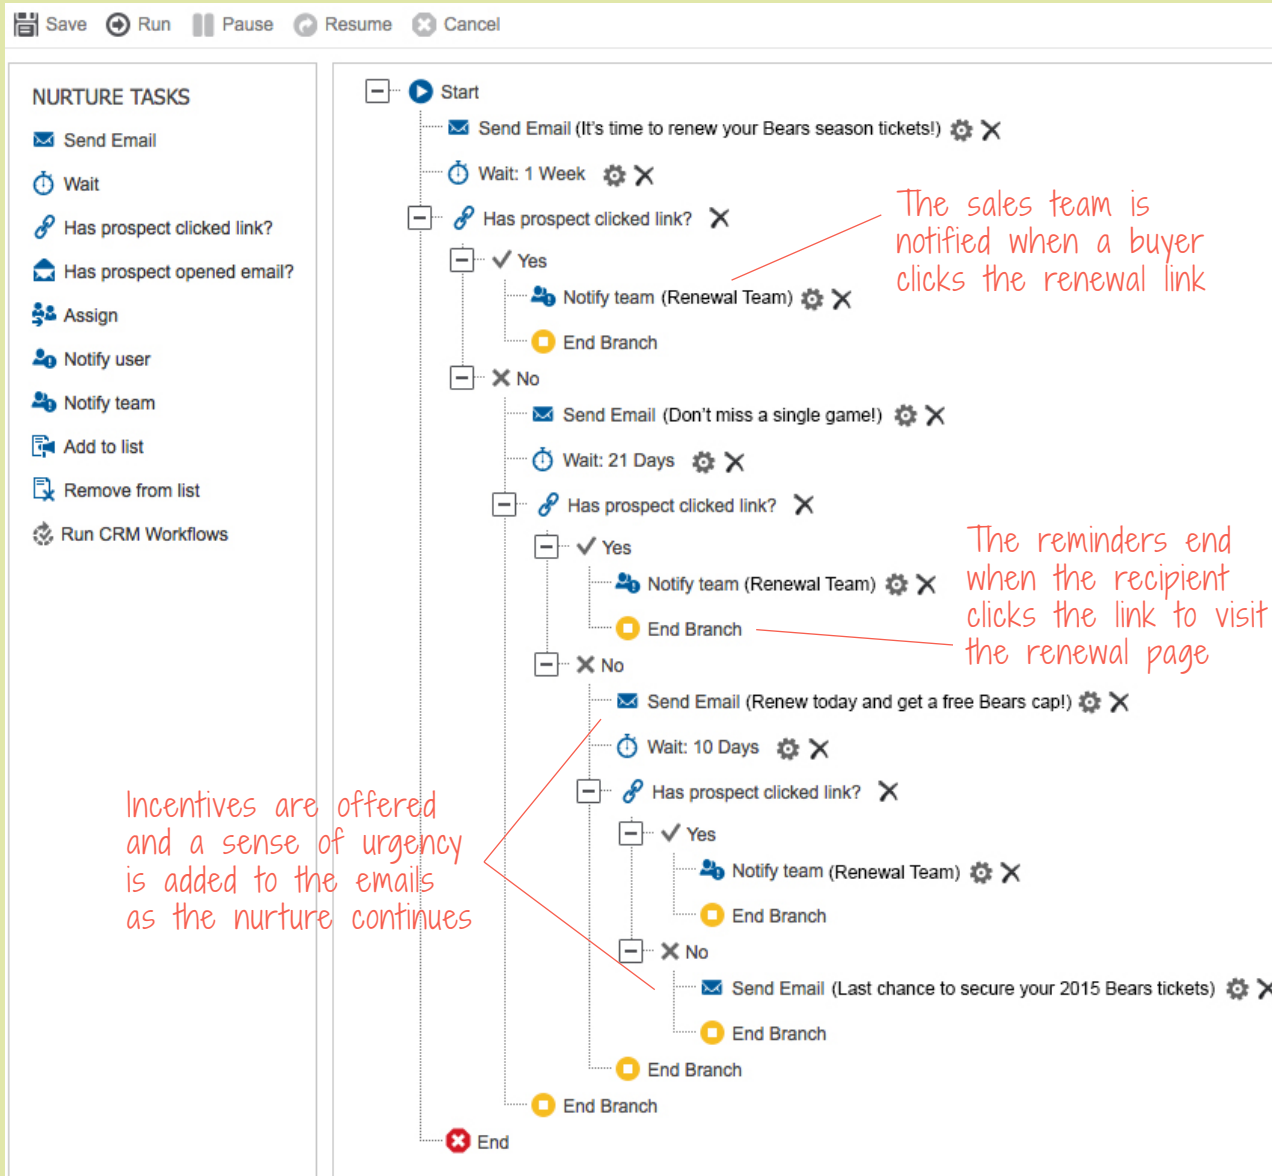 Save Run Pause Resume Cancel
NURTURE TASKS
Send Email
Wait
Has prospect clicked link?
Has prospect opened email?
Assign
Notify user
Notify team
Add to list
Remove from list
Run CRM Workflows
Start
Send Email (It's time to renew your Bears season tickets!)
Wait: 1 Week
Has prospect clicked link?
The sales team is
notified when a buyer
clicks the renewal link
Yes
Notify team (Renewal Team)
End Branch
No
Send Email (Don't miss a single game!)
Wait: 21 Days
Has prospect clicked link?
Yes
Notify team (Renewal Team)
End Branch
The reminders end
when the recipient
clicks the link to visit
the renewal page
No
Send Email (Renew today and get a free Bears cap!)
Wait: 10 Days
Has prospect clicked link?
Incentives are offered
and a sense of urgency
is added to the emails
as the nurture continues
Yes
Notify team (Renewal Team)
End Branch
No
Send Email (Last chance to secure your 2015 Bears tickets)
End Branch
End Branch
End Branch
End